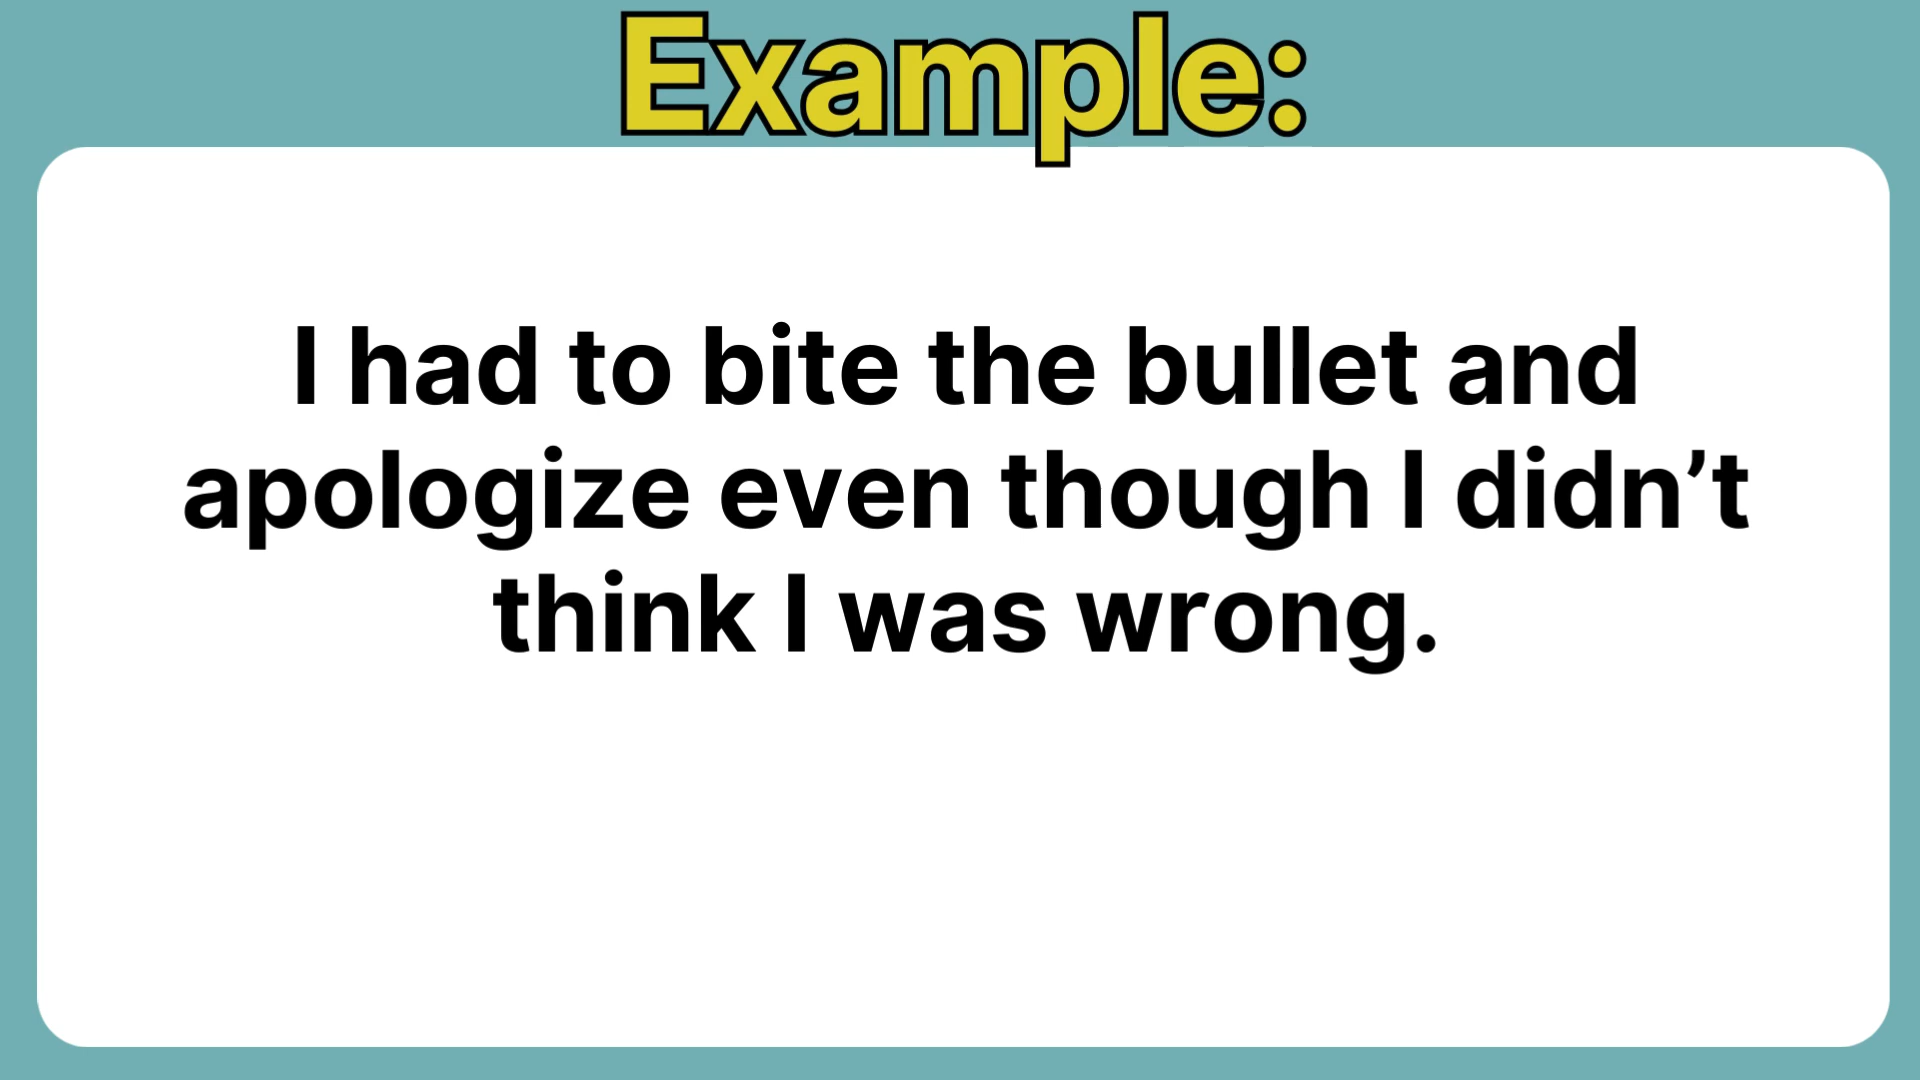 Example:
I had to bite the bullet and
apologize even though I didn’t
think I was wrong.